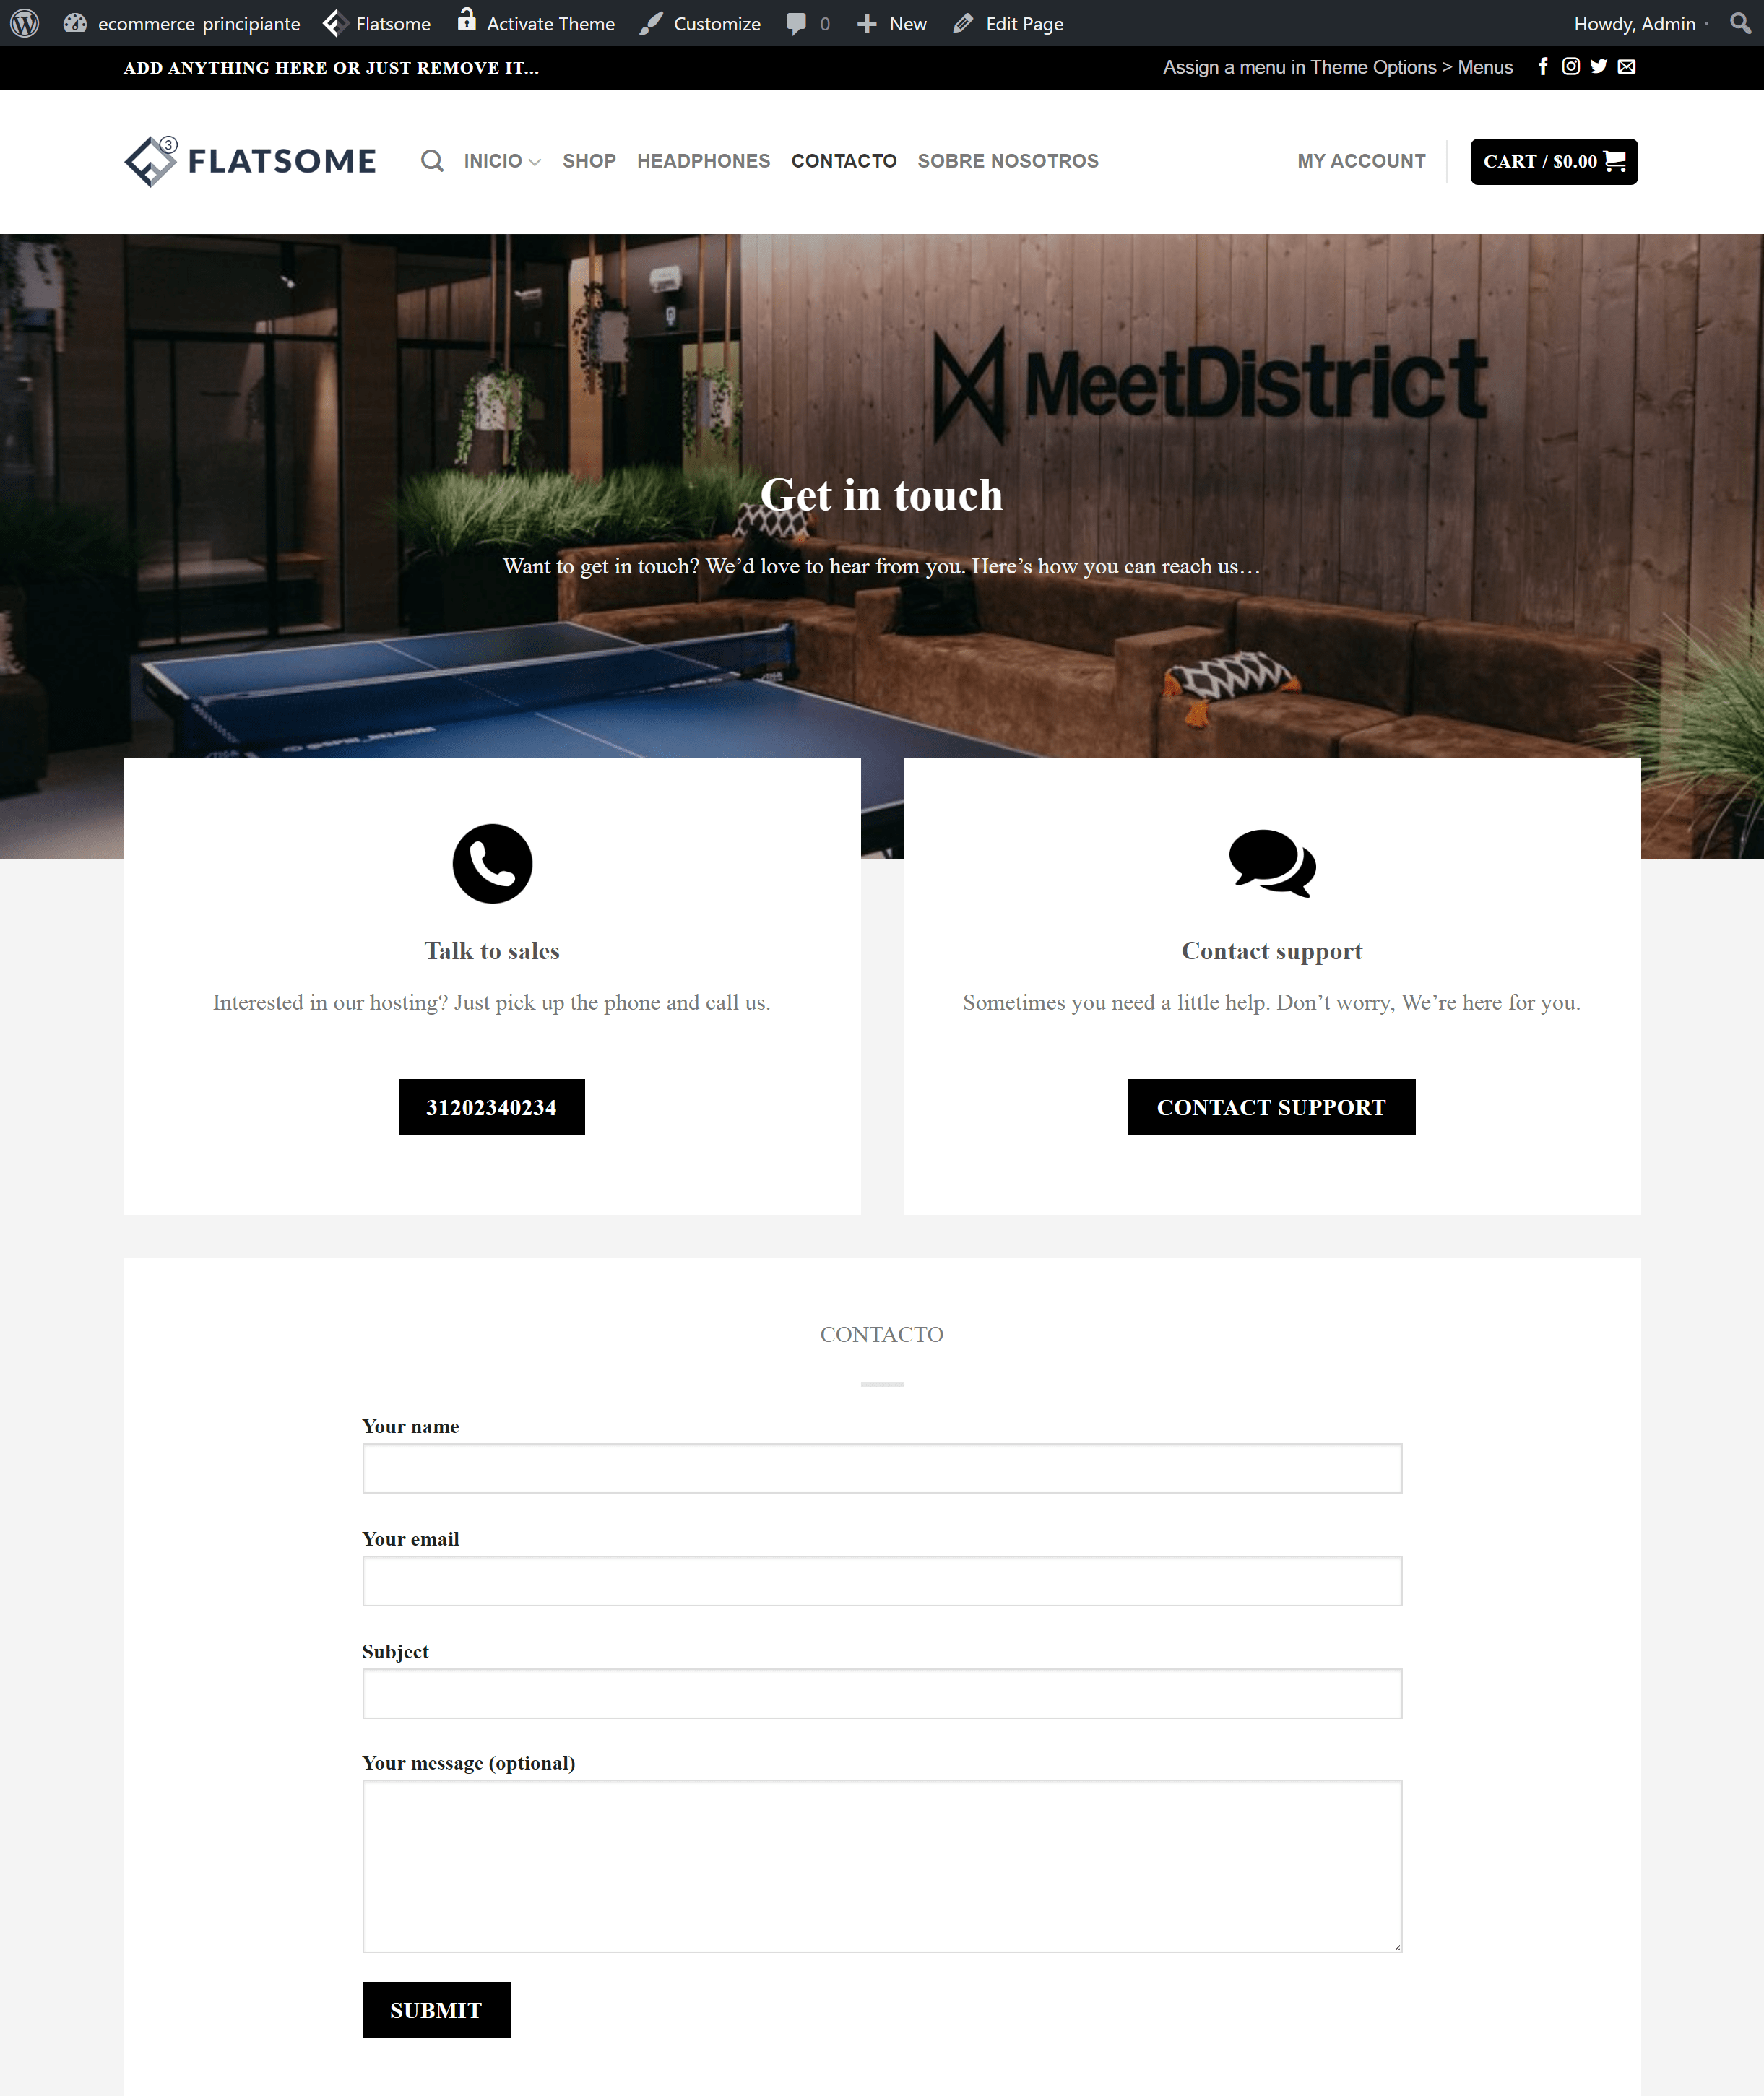 ecommerce-principiante Flatsome Activate Theme Customize 0 New Edit Page Howdy, Admin
ADD ANYTHING HERE OR JUST REMOVE IT... Assign a menu in Theme Options > Menus
3 FLATSOME INICIO SHOP HEADPHONES CONTACTO SOBRE NOSOTROS MY ACCOUNT CART / $0.00
MeetDistrict
Get in touch
Want to get in touch? We’d love to hear from you. Here’s how you can reach us…
Talk to sales
Interested in our hosting? Just pick up the phone and call us.
31202340234
Contact support
Sometimes you need a little help. Don’t worry, We’re here for you.
CONTACT SUPPORT
CONTACTO
Your name
Your email
Subject
Your message (optional)
SUBMIT